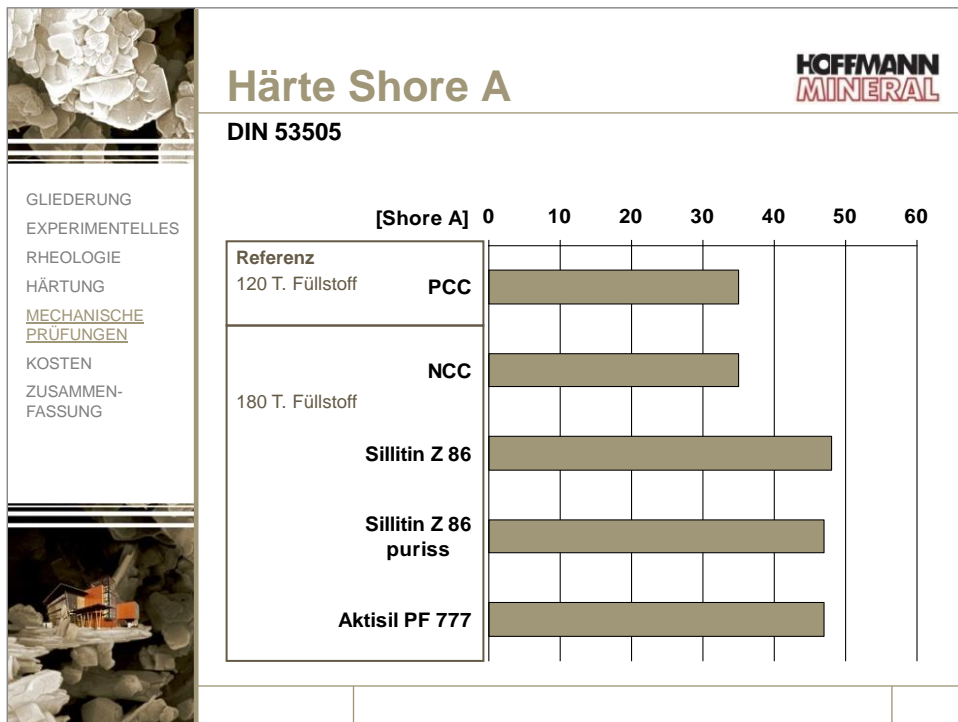 Härte Shore A
HOFFMANN
MINERAL
DIN 53505
GLIEDERUNG
EXPERIMENTELLES
RHEOLOGIE
HÄRTUNG
MECHANISCHE
PRÜFUNGEN
KOSTEN
ZUSAMMEN-
FASSUNG
[Shore A] 0 10 20 30 40 50 60
Referenz
120 T. Füllstoff PCC
NCC
180 T. Füllstoff
Sillitin Z 86
Sillitin Z 86
puriss
Aktisil PF 777